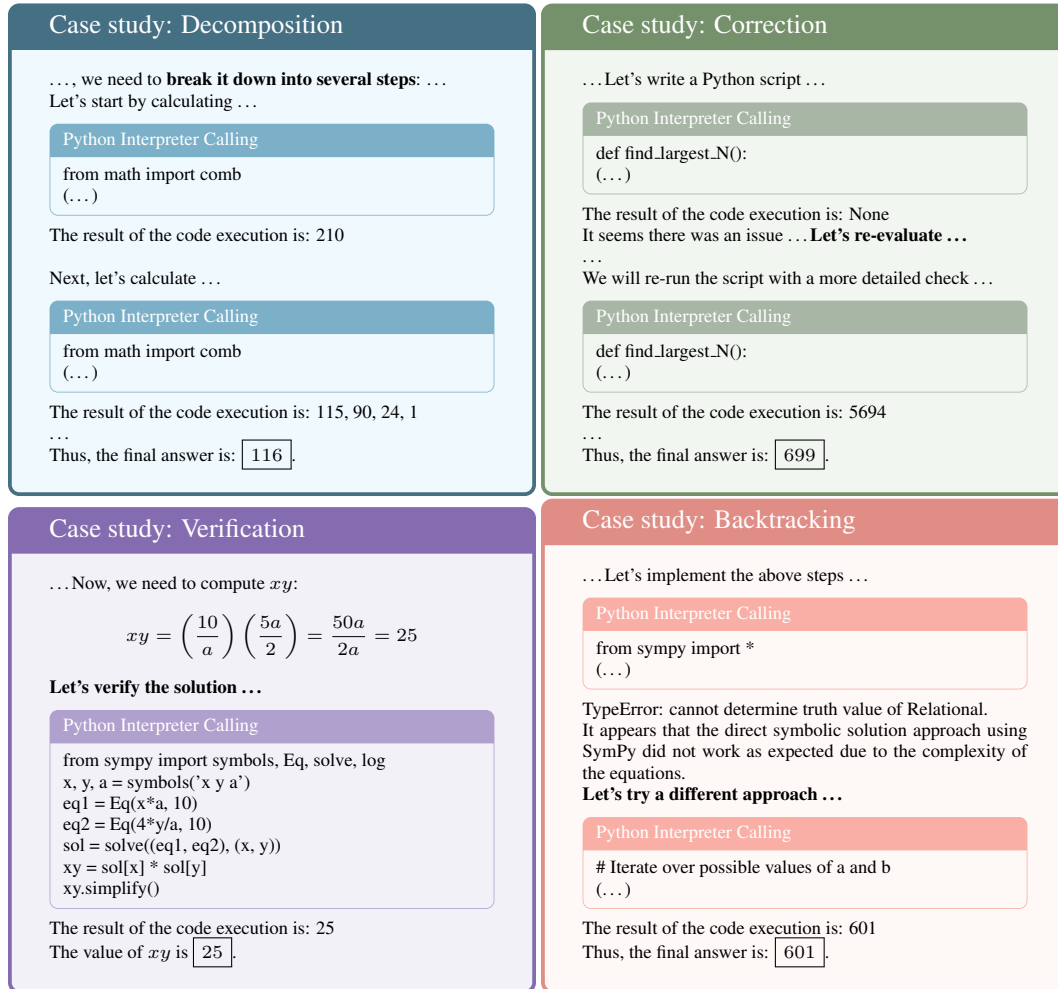 Case study: Decomposition
. . . , we need to break it down into several steps: . . .
Let's start by calculating . . .
Python Interpreter Calling
from math import comb
(. . . )
The result of the code execution is: 210
Next, let's calculate . . .
Python Interpreter Calling
from math import comb
(. . . )
The result of the code execution is: 115, 90, 24, 1
. . .
Thus, the final answer is: 116.
Case study: Correction
. . . Let's write a Python script . . .
Python Interpreter Calling
def find_largest_N():
(. . . )
The result of the code execution is: None
It seems there was an issue . . . Let's re-evaluate . . .
. . .
We will re-run the script with a more detailed check . . .
Python Interpreter Calling
def find_largest_N():
(. . . )
The result of the code execution is: 5694
. . .
Thus, the final answer is: 699.
Case study: Verification
. . . Now, we need to compute xy:
xy = (10/a) (5a/2) = 50a/2a = 25
Let's verify the solution . . .
Python Interpreter Calling
from sympy import symbols, Eq, solve, log
x, y, a = symbols('x y a')
eq1 = Eq(x*a, 10)
eq2 = Eq(4*y/a, 10)
sol = solve((eq1, eq2), (x, y))
xy = sol[x] * sol[y]
xy.simplify()
The result of the code execution is: 25
The value of xy is 25.
Case study: Backtracking
. . . Let's implement the above steps . . .
Python Interpreter Calling
from sympy import *
(. . . )
TypeError: cannot determine truth value of Relational.
It appears that the direct symbolic solution approach using
SymPy did not work as expected due to the complexity of
the equations.
Let's try a different approach . . .
Python Interpreter Calling
# Iterate over possible values of a and b
(. . . )
The result of the code execution is: 601
Thus, the final answer is: 601.